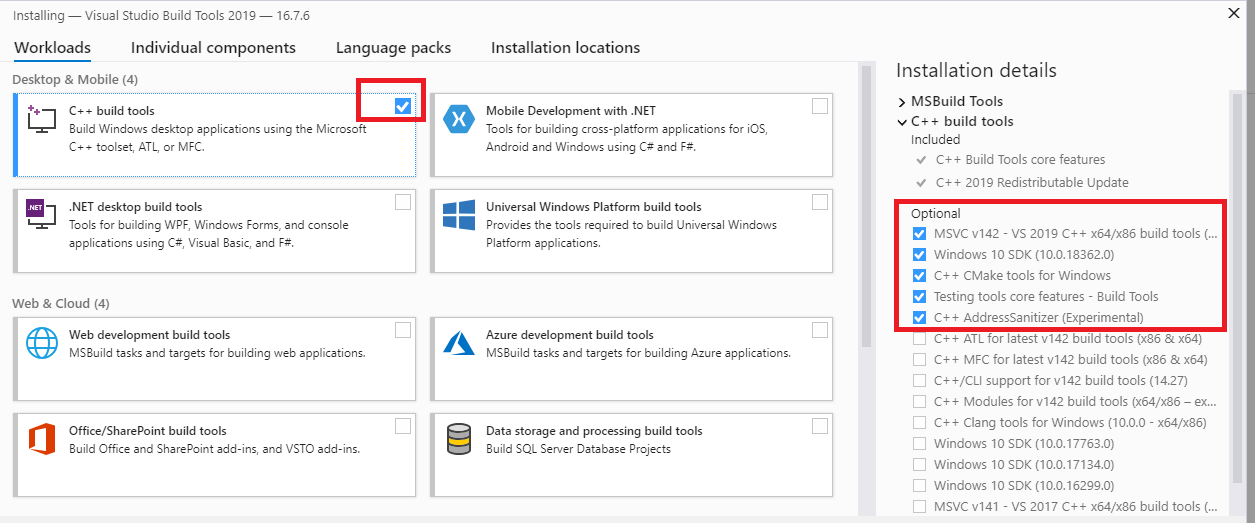 Installing — Visual Studio Build Tools 2019 — 16.7.6
Workloads
Individual components
Language packs
Installation locations
Desktop & Mobile (4)
C++ build tools
Build Windows desktop applications using the Microsoft
C++ toolset, ATL, or MFC.
Mobile Development with .NET
Tools for building cross-platform applications for iOS,
Android and Windows using C# and F#.
.NET
.NET desktop build tools
Tools for building WPF, Windows Forms, and console
applications using C#, Visual Basic, and F#.
Universal Windows Platform build tools
Provides the tools required to build Universal Windows
Platform applications.
Web & Cloud (4)
Web development build tools
MSBuild tasks and targets for building web applications.
Azure development build tools
MSBuild tasks and targets for building Azure applications.
Office/SharePoint build tools
Build Office and SharePoint add-ins, and VSTO add-ins.
Data storage and processing build tools
Build SQL Server Database Projects
Installation details
MSBuild Tools
C++ build tools
Included
C++ Build Tools core features
C++ 2019 Redistributable Update
Optional
MSVC v142 - VS 2019 C++ x64/x86 build tools (...
Windows 10 SDK (10.0.18362.0)
C++ CMake tools for Windows
Testing tools core features - Build Tools
C++ AddressSanitizer (Experimental)
C++ ATL for latest v142 build tools (x86 & x64)
C++ MFC for latest v142 build tools (x86 & x64)
C++/CLI support for v142 build tools (14.27)
C++ Modules for v142 build tools (x64/x86 – ex...
C++ Clang tools for Windows (10.0.0 - x64/x86)
Windows 10 SDK (10.0.17763.0)
Windows 10 SDK (10.0.17134.0)
Windows 10 SDK (10.0.16299.0)
MSVC v141 - VS 2017 C++ x64/x86 build tools (...